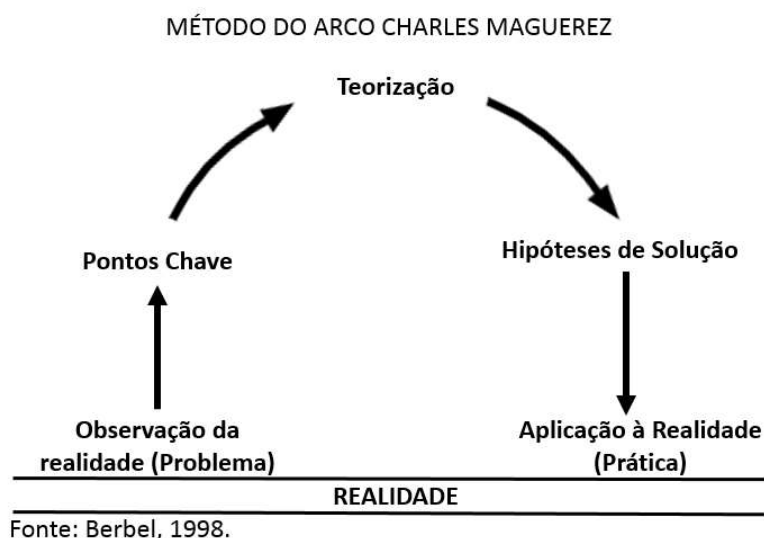 MÉTODO DO ARCO CHARLES MAGUEREZ
Teorização
Pontos Chave
Hipóteses de Solução
Observação da
realidade (Problema)
Aplicação à Realidade
(Prática)
REALIDADE
Fonte: Berbel, 1998.